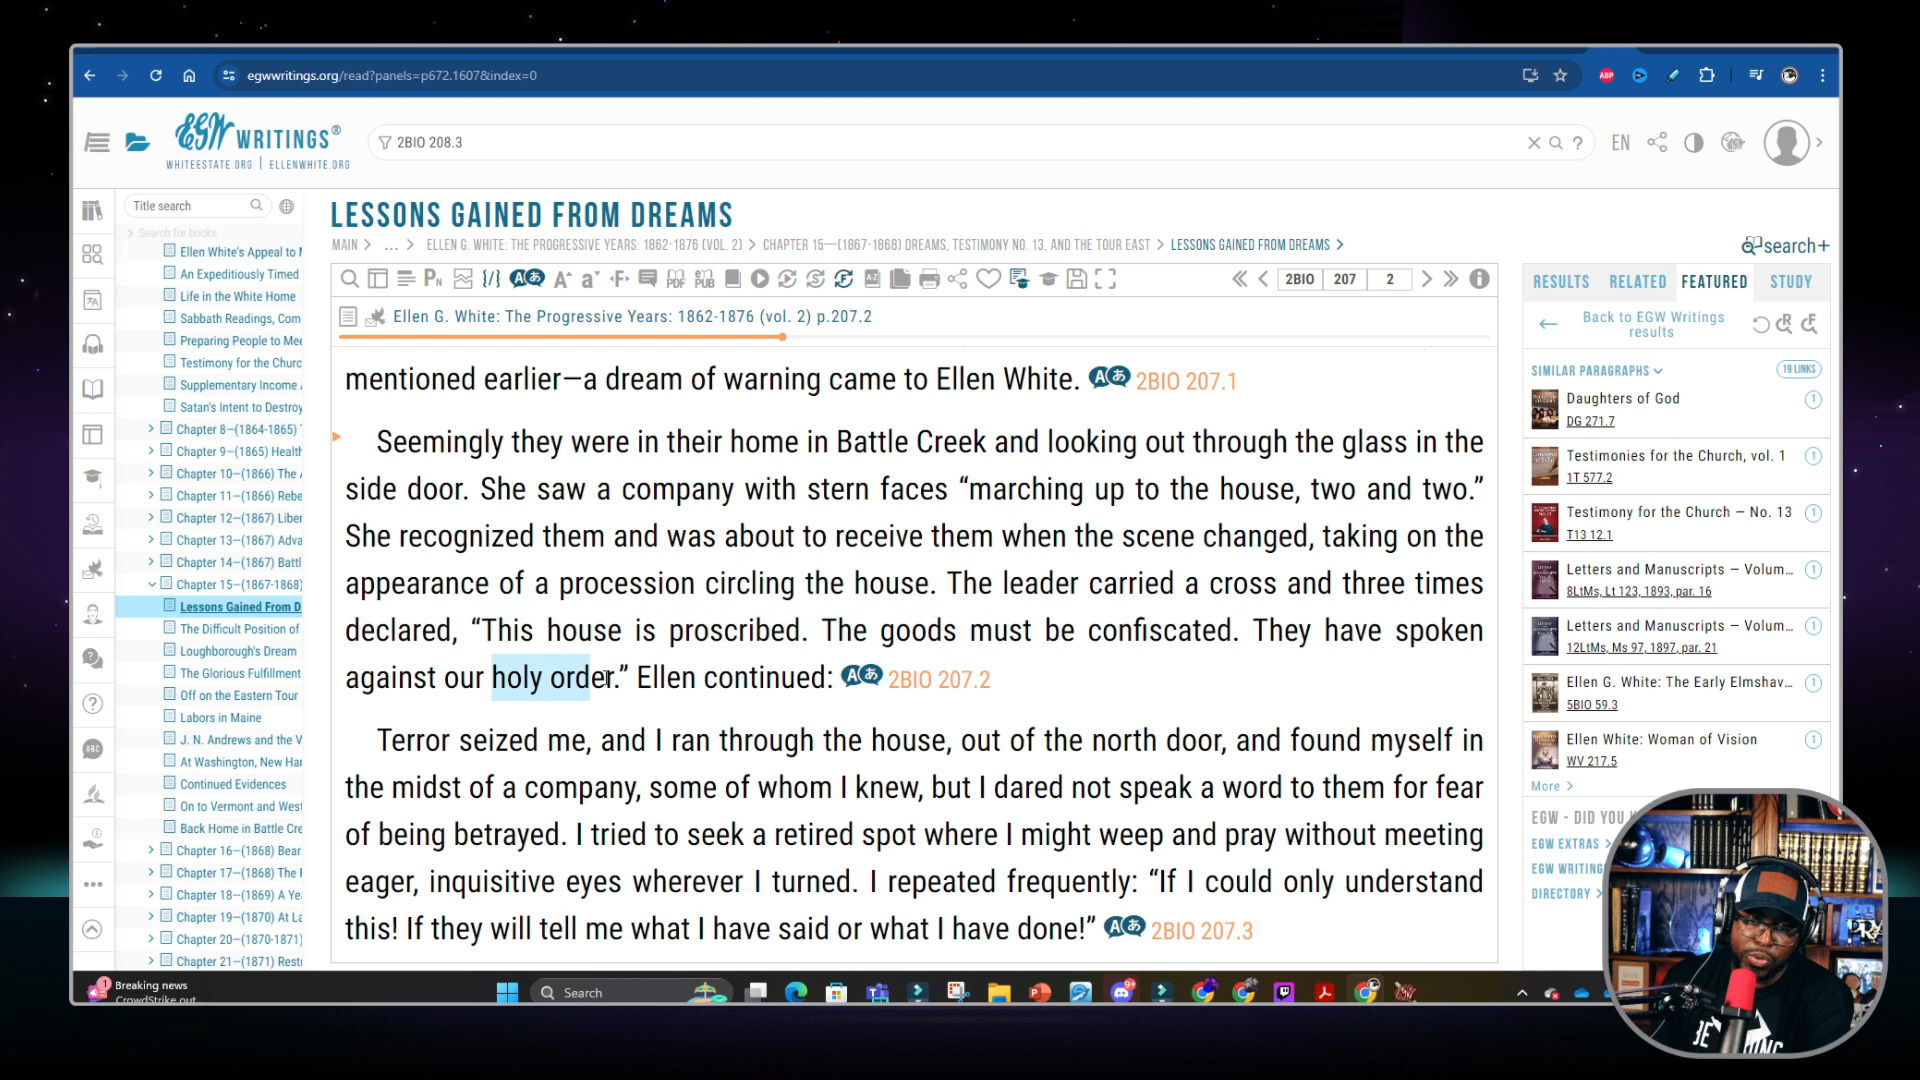 egwwritings.org/read?panels=p672.1607&index=0
ABP
EGW WRITINGS®
WHITEESTATE.ORG | ELLENWHITE.ORG
2BIO 208.3
EN
Title search
Search for books
Ellen White's Appeal to
An Expeditiously Timed
Life in the White Home
Sabbath Readings, Com
Preparing People to Mee
Testimony for the Churc
Supplementary Income
Satan's Intent to Destroy
Chapter 8—(1864-1865)
Chapter 9—(1865) Health
Chapter 10—(1866) The
Chapter 11—(1866) Rebe
Chapter 12—(1867) Liber
Chapter 13—(1867) Adva
Chapter 14—(1867) Battl
Chapter 15—(1867-1868)
Lessons Gained From D
The Difficult Position of
Loughborough's Dream
The Glorious Fulfillment
Off on the Eastern Tour
Labors in Maine
J. N. Andrews and the V
At Washington, New Har
Continued Evidences
On to Vermont and West
Back Home in Battle Cre
Chapter 16—(1868) Bear
Chapter 17—(1868) The
Chapter 18—(1869) A Ye
Chapter 19—(1870) At La
Chapter 20—(1870-1871)
Chapter 21—(1871) Rest
LESSONS GAINED FROM DREAMS
MAIN > ... > ELLEN G. WHITE: THE PROGRESSIVE YEARS: 1862-1876 (VOL. 2) > CHAPTER 15—(1867-1868) DREAMS, TESTIMONY NO. 13, AND THE TOUR EAST > LESSONS GAINED FROM DREAMS >
search+
2BIO 207 2
Ellen G. White: The Progressive Years: 1862-1876 (vol. 2) p.207.2
mentioned earlier—a dream of warning came to Ellen White. 2BIO 207.1
Seemingly they were in their home in Battle Creek and looking out through the glass in the
side door. She saw a company with stern faces “marching up to the house, two and two.”
She recognized them and was about to receive them when the scene changed, taking on the
appearance of a procession circling the house. The leader carried a cross and three times
declared, “This house is proscribed. The goods must be confiscated. They have spoken
against our holy order.” Ellen continued: 2BIO 207.2
Terror seized me, and I ran through the house, out of the north door, and found myself in
the midst of a company, some of whom I knew, but I dared not speak a word to them for fear
of being betrayed. I tried to seek a retired spot where I might weep and pray without meeting
eager, inquisitive eyes wherever I turned. I repeated frequently: “If I could only understand
this! If they will tell me what I have said or what I have done!” 2BIO 207.3
RESULTS RELATED FEATURED STUDY
Back to EGW Writings
results
SIMILAR PARAGRAPHS
19 LINKS
Daughters of God
DG 271.7
1
Testimonies for the Church, vol. 1
1T 577.2
1
Testimony for the Church — No. 13
T13 12.1
1
Letters and Manuscripts — Volum...
8LtMs, Lt 123, 1893, par. 16
1
Letters and Manuscripts — Volum...
12LtMs, Ms 97, 1897, par. 21
1
Ellen G. White: The Early Elmshav...
5BIO 59.3
1
Ellen White: Woman of Vision
WV 217.5
1
More >
EGW - DID YOU
EGW EXTRAS >
EGW WRITING
DIRECTORY >
Breaking news
CrowdStrike out
Search